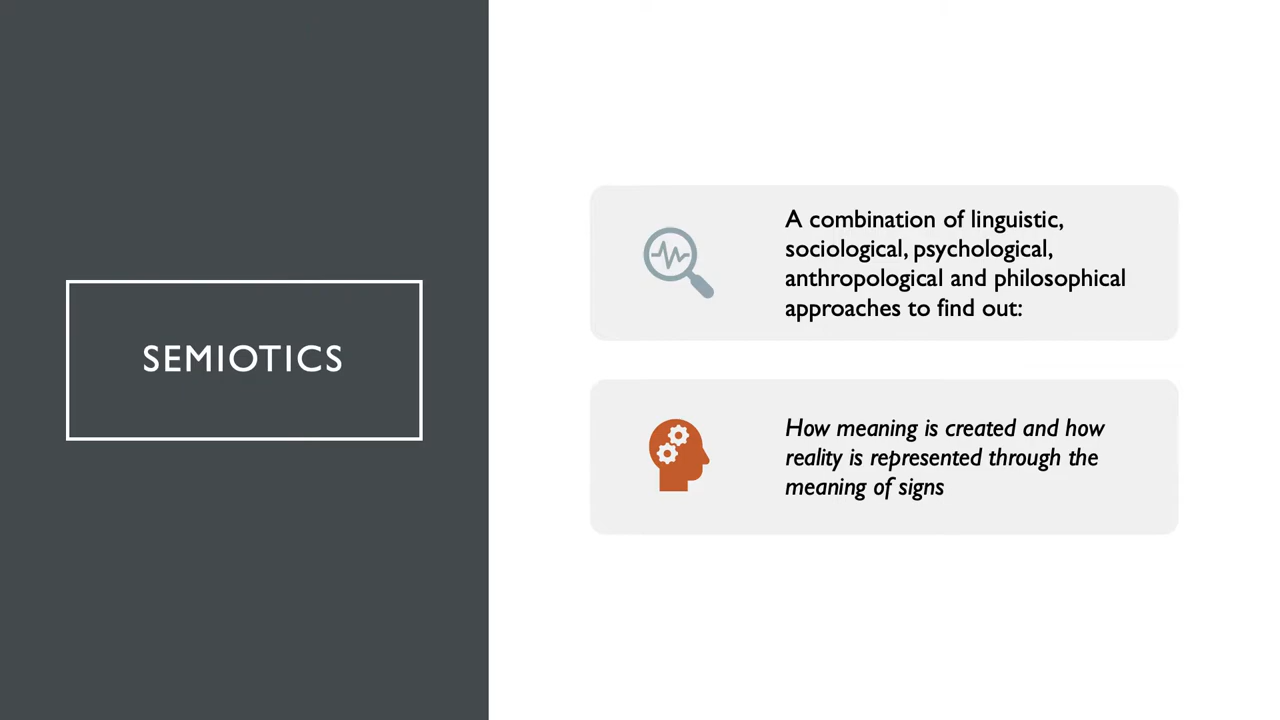 SEMIOTICS
A combination of linguistic,
sociological, psychological,
anthropological and philosophical
approaches to find out:
How meaning is created and how
reality is represented through the
meaning of signs